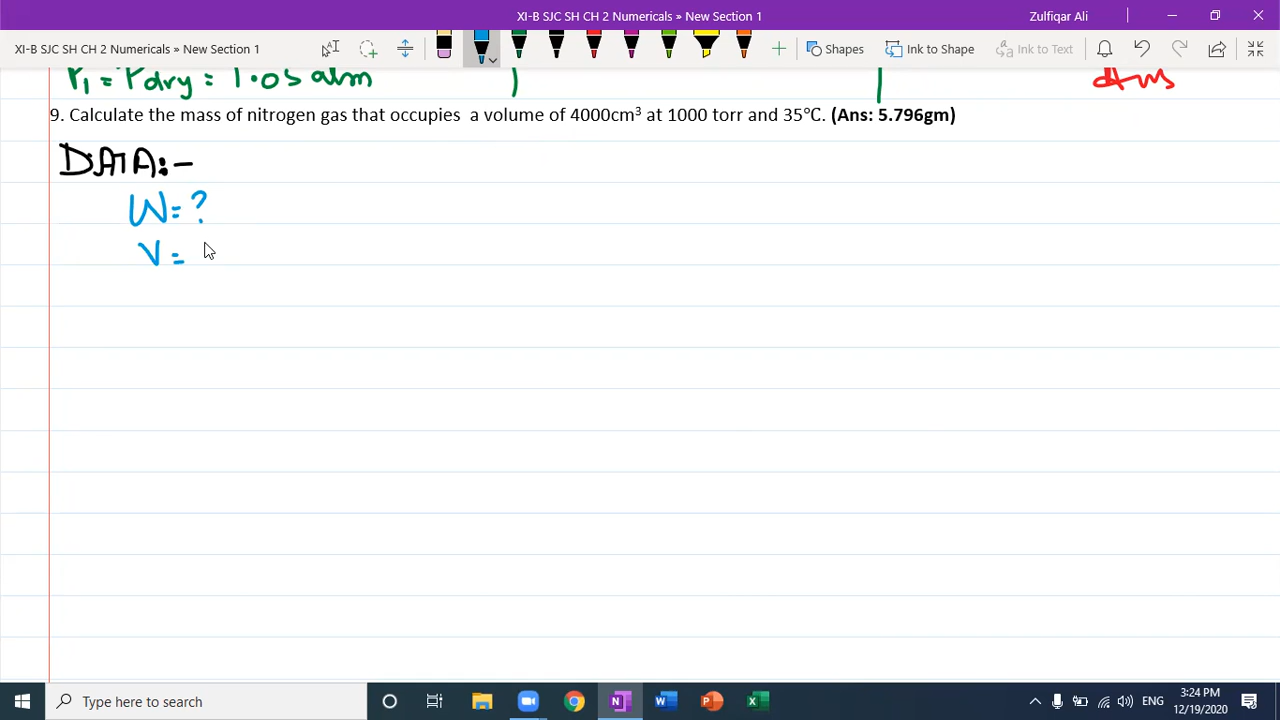 XI-B SJC SH CH 2 Numericals » New Section 1
Zulfiqar Ali
XI-B SJC SH CH 2 Numericals » New Section 1
Shapes
Ink to Shape
Ink to Text
P₁ = Pdry = 1.05 atm
Ans
9. Calculate the mass of nitrogen gas that occupies a volume of 4000cm³ at 1000 torr and 35℃. (Ans: 5.796gm)
DATA:-
W= ?
V =
Type here to search
ENG
3:24 PM
12/19/2020